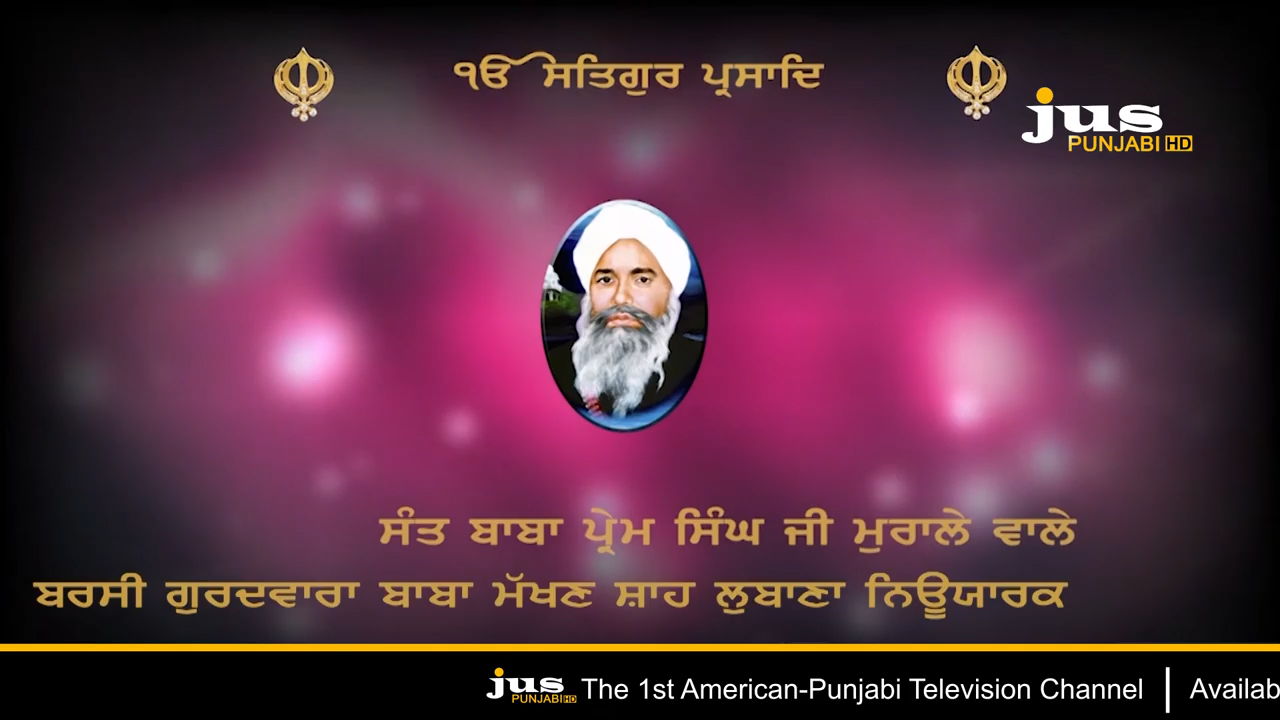 ੴ ਸਤਿਗੁਰ ਪ੍ਰਸਾਦਿ
jus
PUNJABI HD
ਸੰਤ ਬਾਬਾ ਪ੍ਰੇਮ ਸਿੰਘ ਜੀ ਮੁਰਾਲੇ ਵਾਲੇ
ਬਰਸੀ ਗੁਰਦਵਾਰਾ ਬਾਬਾ ਮੱਖਣ ਸ਼ਾਹ ਲੁਬਾਣਾ ਨਿਊਯਾਰਕ
jus PUNJABI HD The 1st American-Punjabi Television Channel | Availab